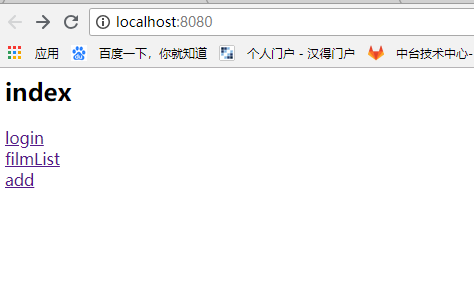 localhost:8080
应用 百度一下，你就知道 个人门户 - 汉得门户 中台技术中心-
index
login
filmList
add